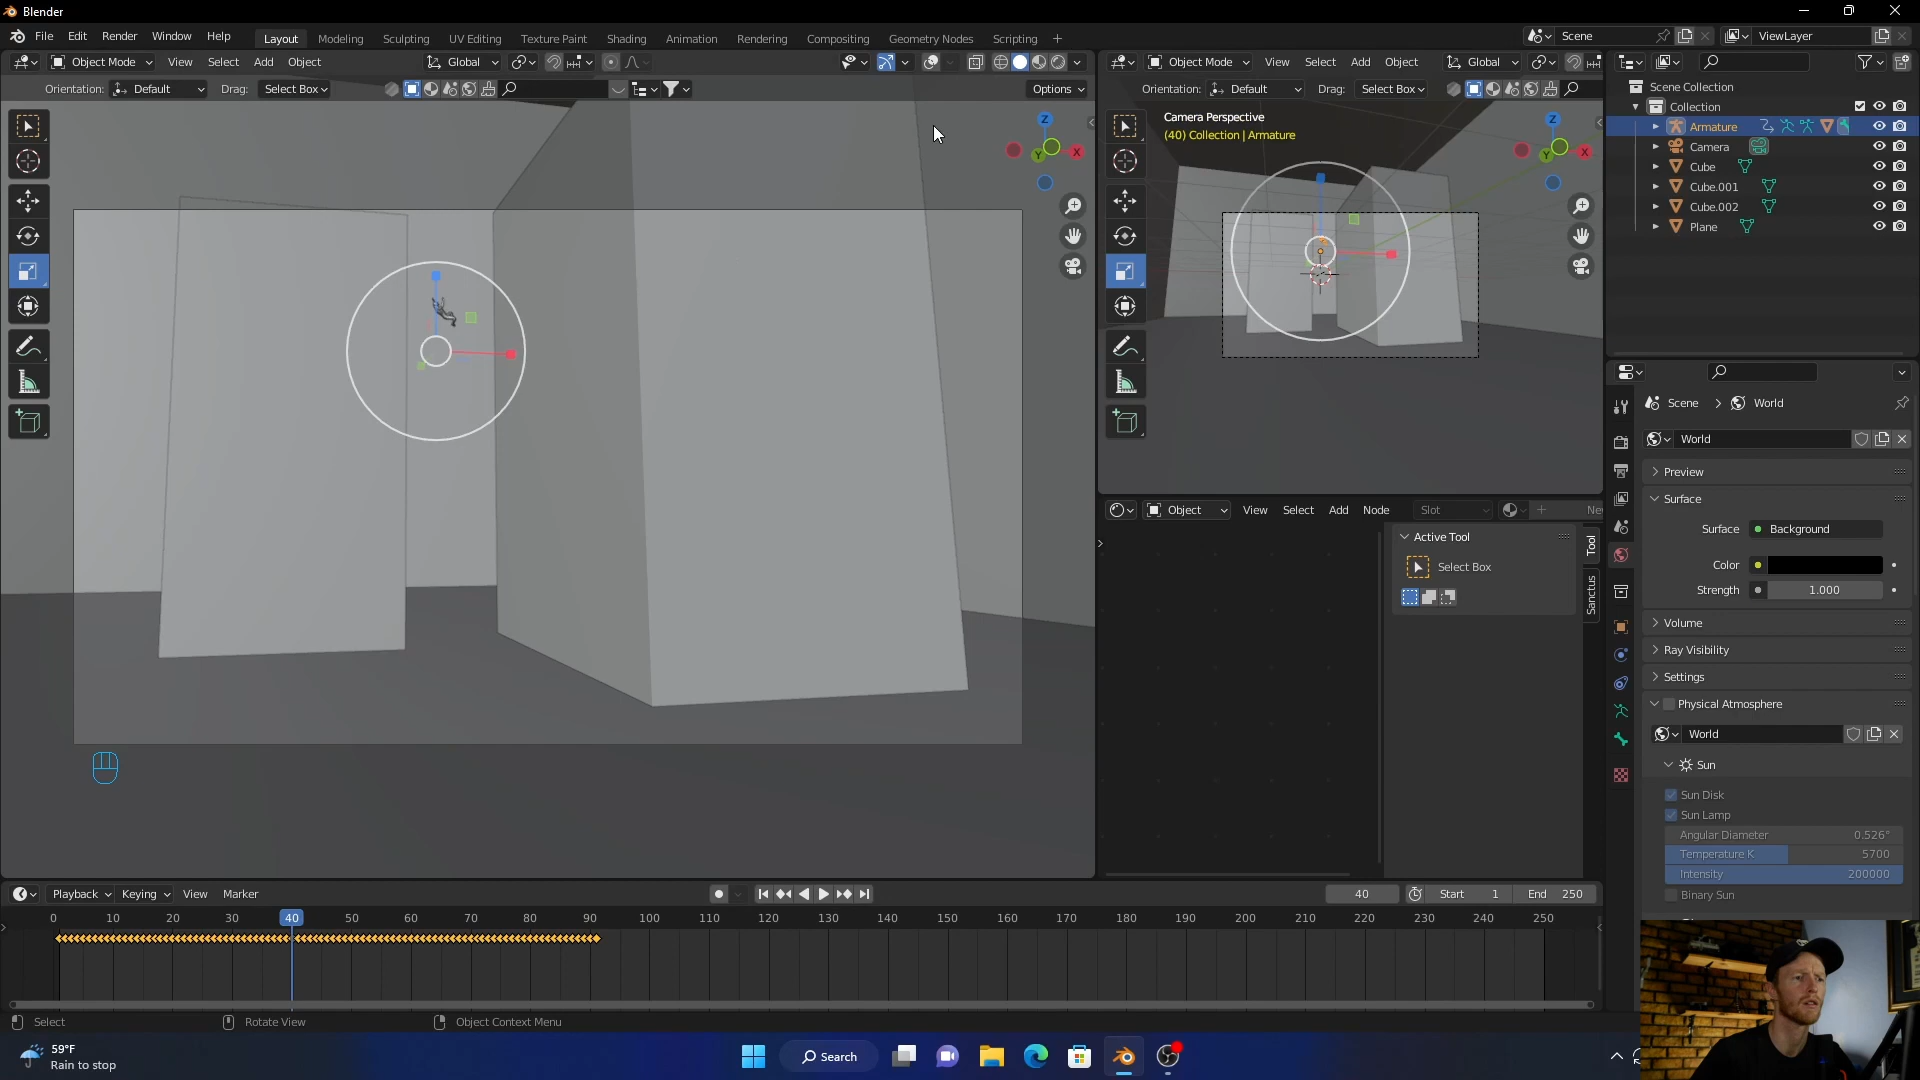 Blender
File Edit Render Window Help
Layout Modeling Sculpting UV Editing Texture Paint Shading Animation Rendering Compositing Geometry Nodes Scripting +
Scene
ViewLayer
Object Mode View Select Add Object
Global
Orientation: Default Drag: Select Box
Options
Z
X
Y
Object Mode View Select Add Object
Global
Orientation: Default Drag: Select Box
Camera Perspective
(40) Collection | Armature
Z
X
Y
Scene Collection
Collection
Armature
Camera
Cube
Cube.001
Cube.002
Plane
Scene > World
World
Preview
Surface
Surface Background
Color
Strength 1.000
Volume
Ray Visibility
Settings
Physical Atmosphere
World
Sun
Sun Disk
Sun Lamp
Angular Diameter 0.526°
Temperature K 5700
Intensity 200000
Binary Sun
Object View Select Add Node
Slot
Ne
Active Tool
Select Box
Tool
Sanctus
Playback Keying View Marker
40
Start 1
End 250
0 10 20 30 40 50 60 70 80 90 100 110 120 130 140 150 160 170 180 190 200 210 220 230 240 250
Select
Rotate View
Object Context Menu
59°F
Rain to stop
Search